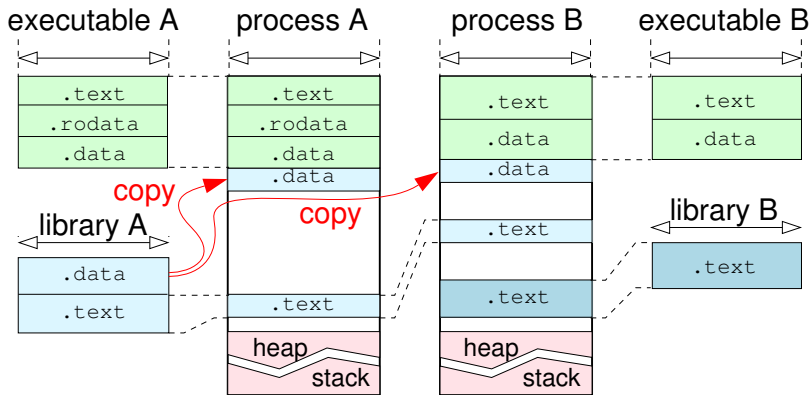 executable A process A process B executable B
.text .text .text .text
.rodata .rodata
.data .data .data .data
.data .data
copy
copy
library A library B
.text
.data .text
.text .text .text
heap heap
stack stack